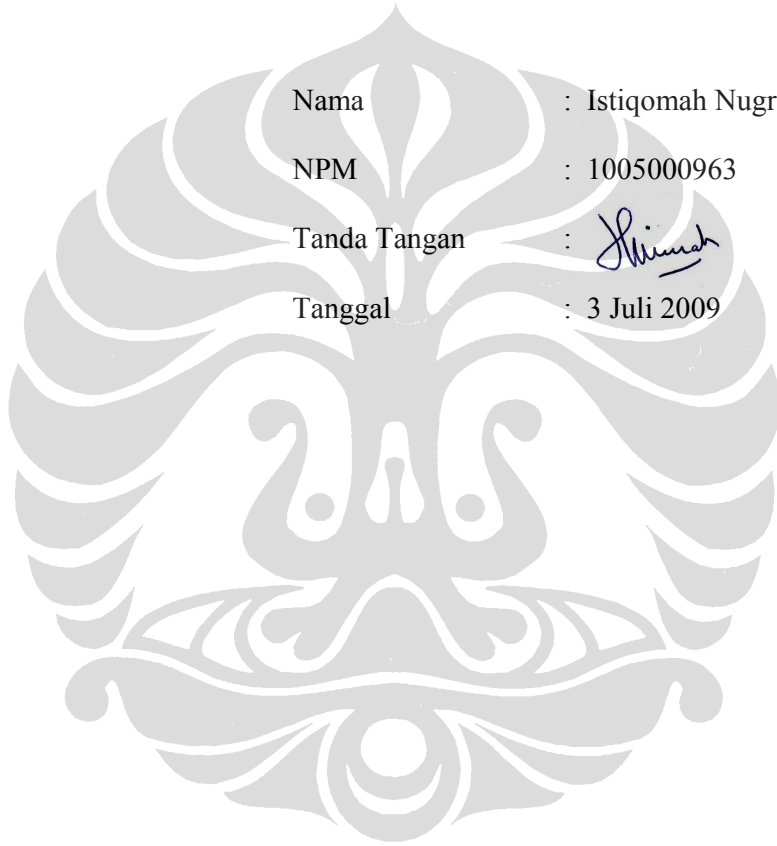 Nama : Istiqomah Nugr
NPM : 1005000963
Tanda Tangan :
Tanggal : 3 Juli 2009